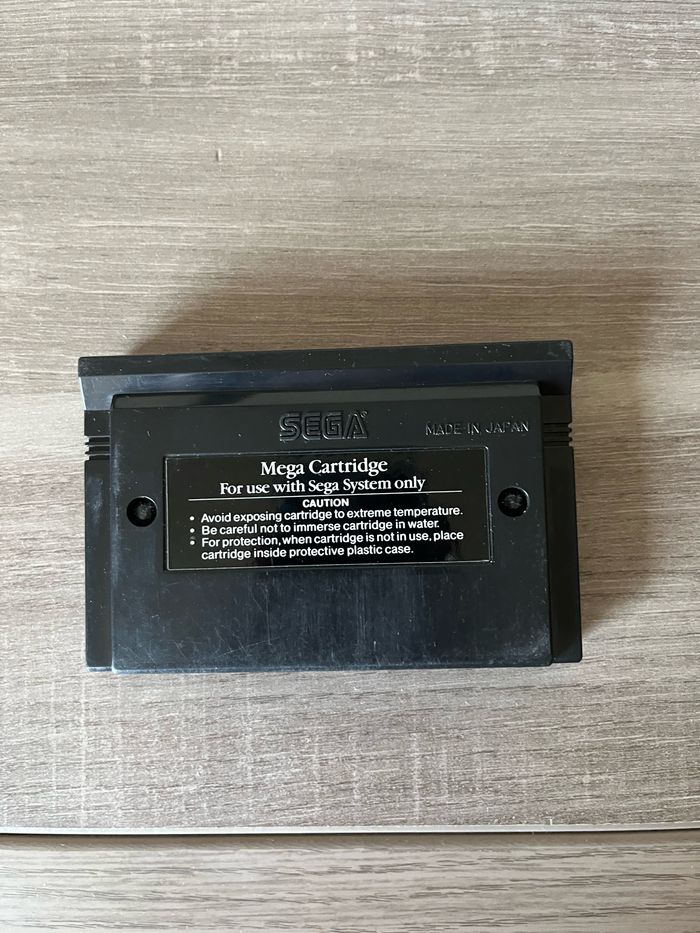 SEGA®
MADE IN JAPAN
Mega Cartridge
For use with Sega System only
CAUTION
• Avoid exposing cartridge to extreme temperature.
• Be careful not to immerse cartridge in water.
• For protection, when cartridge is not in use, place
cartridge inside protective plastic case.